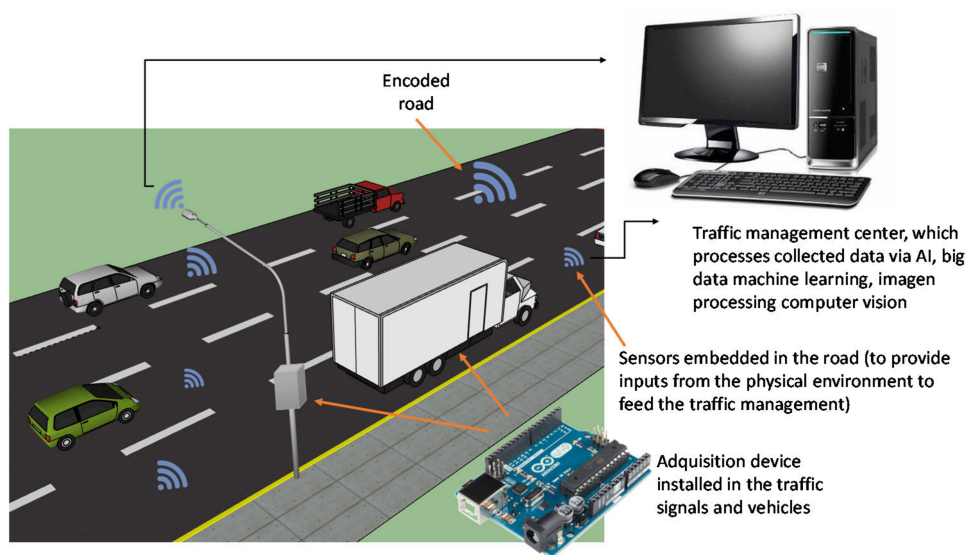 Encoded
road
Traffic management center, which
processes collected data via AI, big
data machine learning, imagen
processing computer vision
Sensors embedded in the road (to provide
inputs from the physical environment to
feed the traffic management)
Adquisition device
installed in the traffic
signals and vehicles